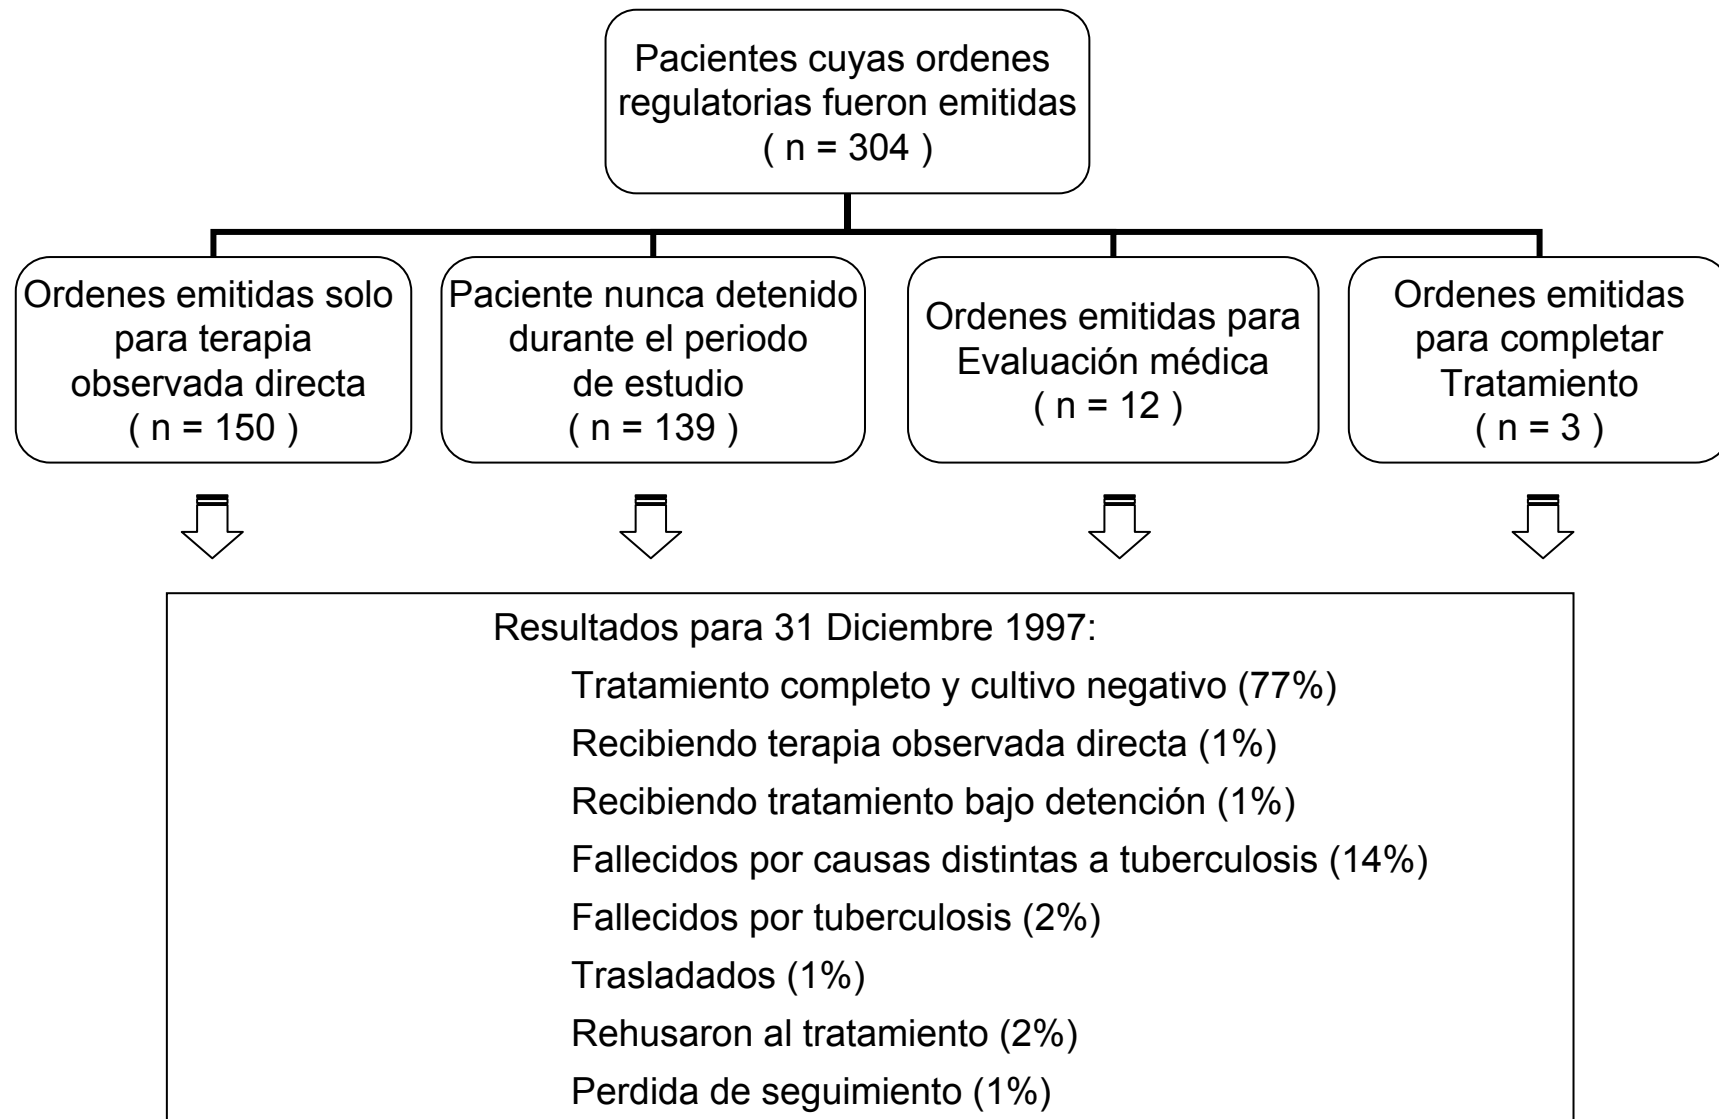 Pacientes cuyas ordenes
regulatorias fueron emitidas
( n = 304 )
Ordenes emitidas solo
para terapia
observada directa
( n = 150 )
Paciente nunca detenido
durante el periodo
de estudio
( n = 139 )
Ordenes emitidas para
Evaluación médica
( n = 12 )
Ordenes emitidas
para completar
Tratamiento
( n = 3 )
Resultados para 31 Diciembre 1997:
Tratamiento completo y cultivo negativo (77%)
Recibiendo terapia observada directa (1%)
Recibiendo tratamiento bajo detención (1%)
Fallecidos por causas distintas a tuberculosis (14%)
Fallecidos por tuberculosis (2%)
Trasladados (1%)
Rehusaron al tratamiento (2%)
Perdida de seguimiento (1%)